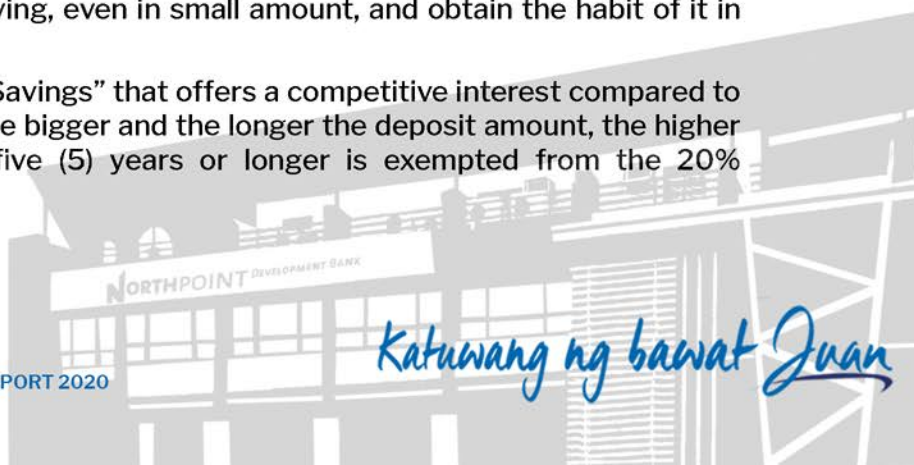 ving, even in small amount, and obtain the habit of it in
Savings” that offers a competitive interest compared to
e bigger and the longer the deposit amount, the higher
five (5) years or longer is exempted from the 20%
NORTHPOINT DEVELOPMENT BANK
Katuwang ng bawat Juan
PORT 2020